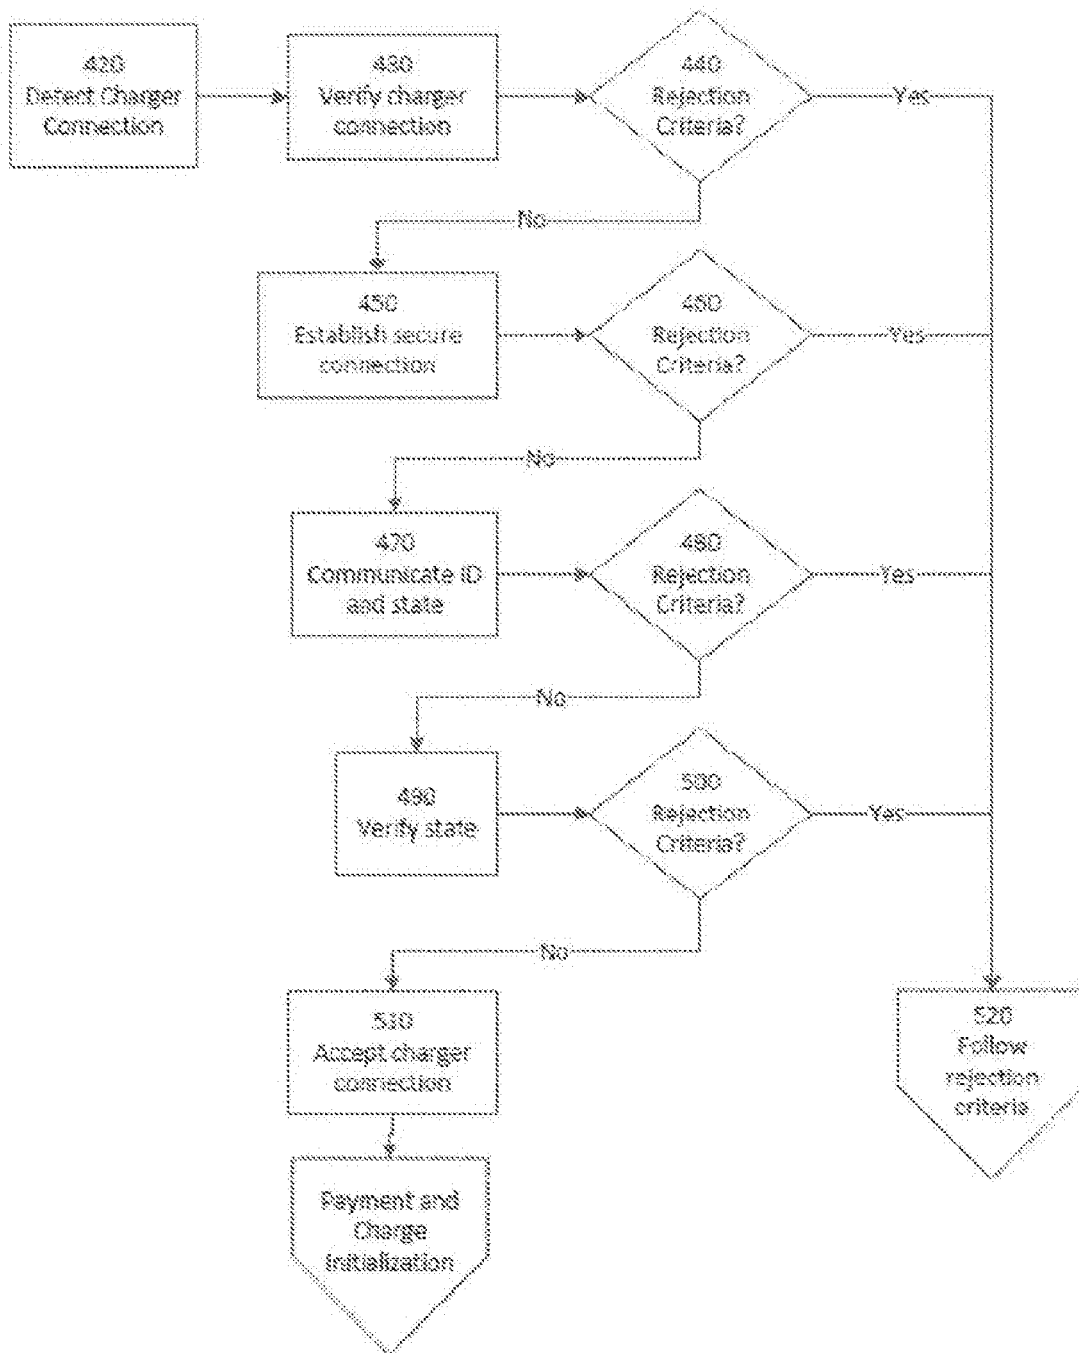 420
Detect Charger
Connection
430
Verify charger
connection
440
Rejection
Criteria?
Yes
No
450
Establish secure
connection
460
Rejection
Criteria?
Yes
No
470
Communicate ID
and state
480
Rejection
Criteria?
Yes
No
490
Verify state
500
Rejection
Criteria?
Yes
No
510
Accept charger
connection
520
Follow
rejection
criteria
Payment and
Charge
Initialization